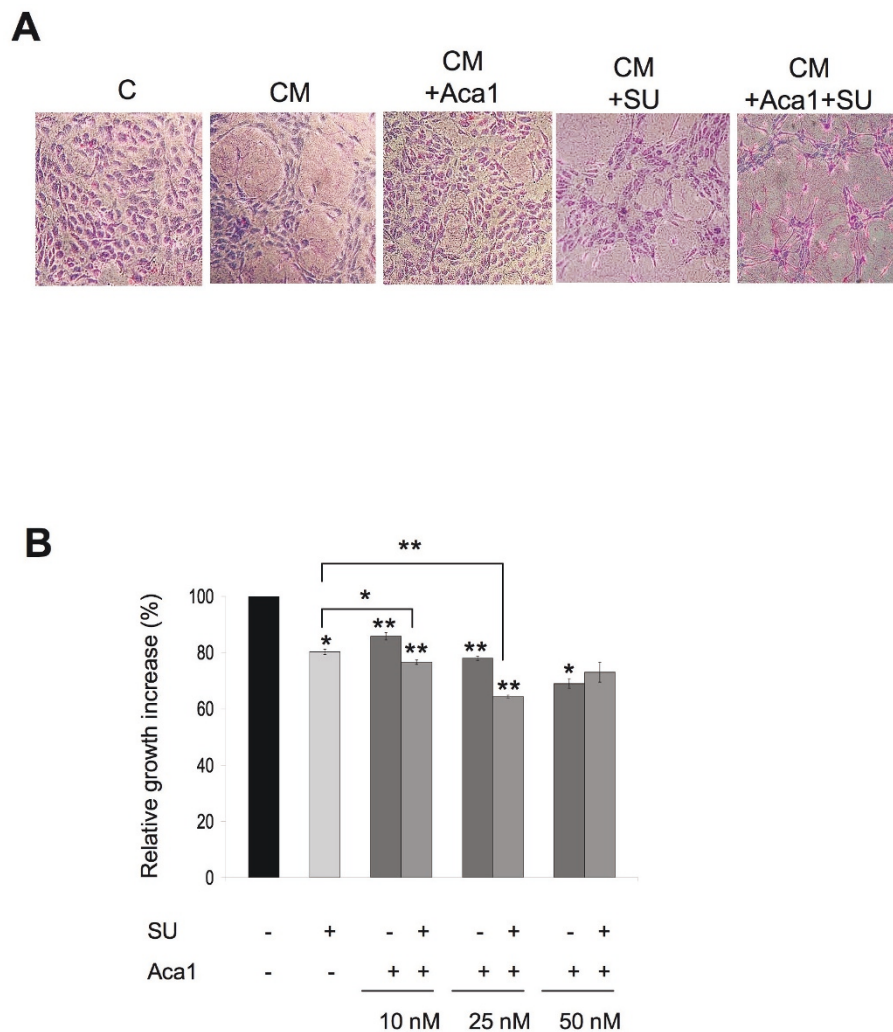 A
C
CM
CM
+Aca1
CM
+SU
CM
+Aca1+SU
B
Relative growth increase (%)
100
80
60
40
20
0
**
*
*
**
**
**
**
*
SU - + - + - + - +
Aca1 - - + + + + + +
10 nM 25 nM 50 nM